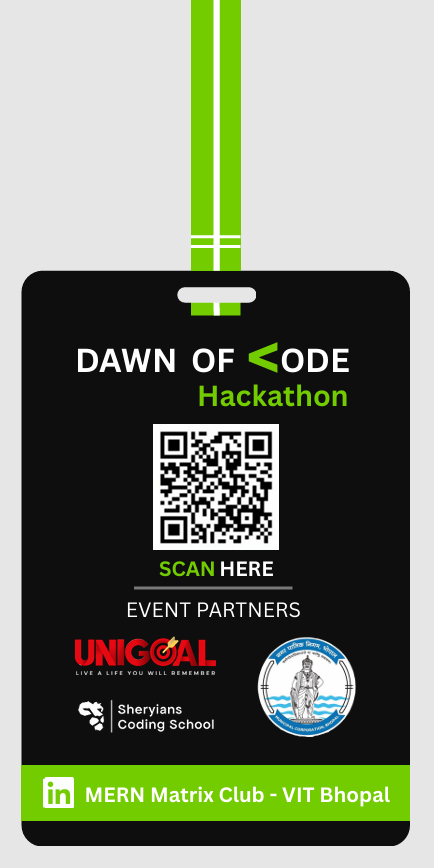 DAWN OF <ODE
Hackathon
SCAN HERE
EVENT PARTNERS
UNIGOAL
LIVE A LIFE YOU WILL REMEMBER
Sheryians
Coding School
in MERN Matrix Club - VIT Bhopal